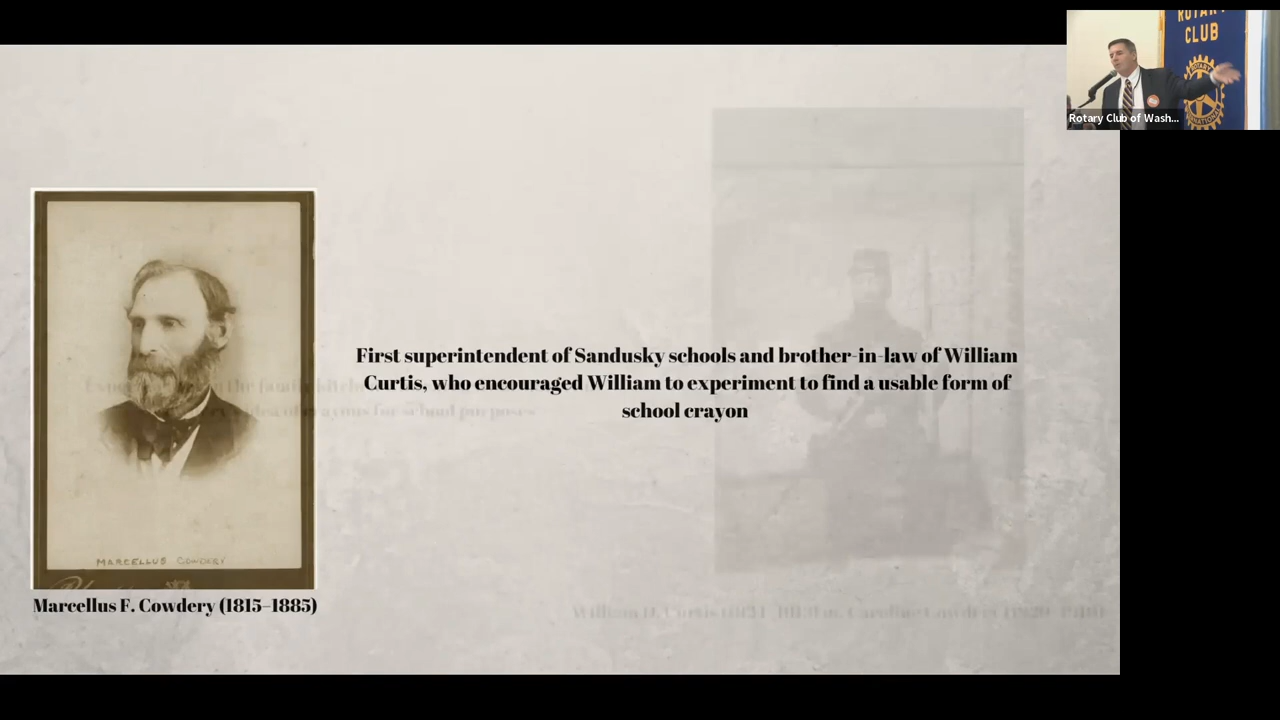 ROTARY
CLUB
Rotary Club of Wash...
First superintendent of Sandusky schools and brother-in-law of William
Curtis, who encouraged William to experiment to find a usable form of
school crayon
MARCELLUS COWDERY
Marcellus F. Cowdery (1815–1885)